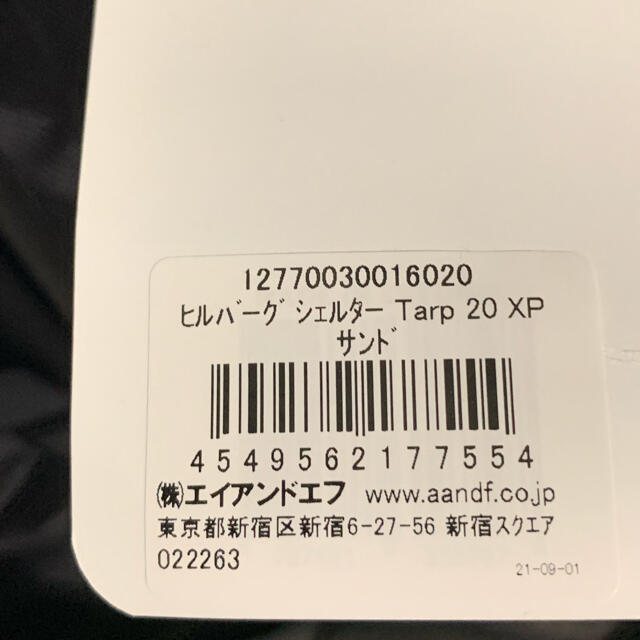 12770030016020
ﾋﾙﾊﾞｰｸﾞ ｼｪﾙﾀｰ Tarp 20 XP
ｻﾝﾄﾞ
4549562177554
㈱エイアンドエフ www.aandf.co.jp
東京都新宿区新宿6-27-56 新宿ｽｸｴｱ
022263 21-09-01